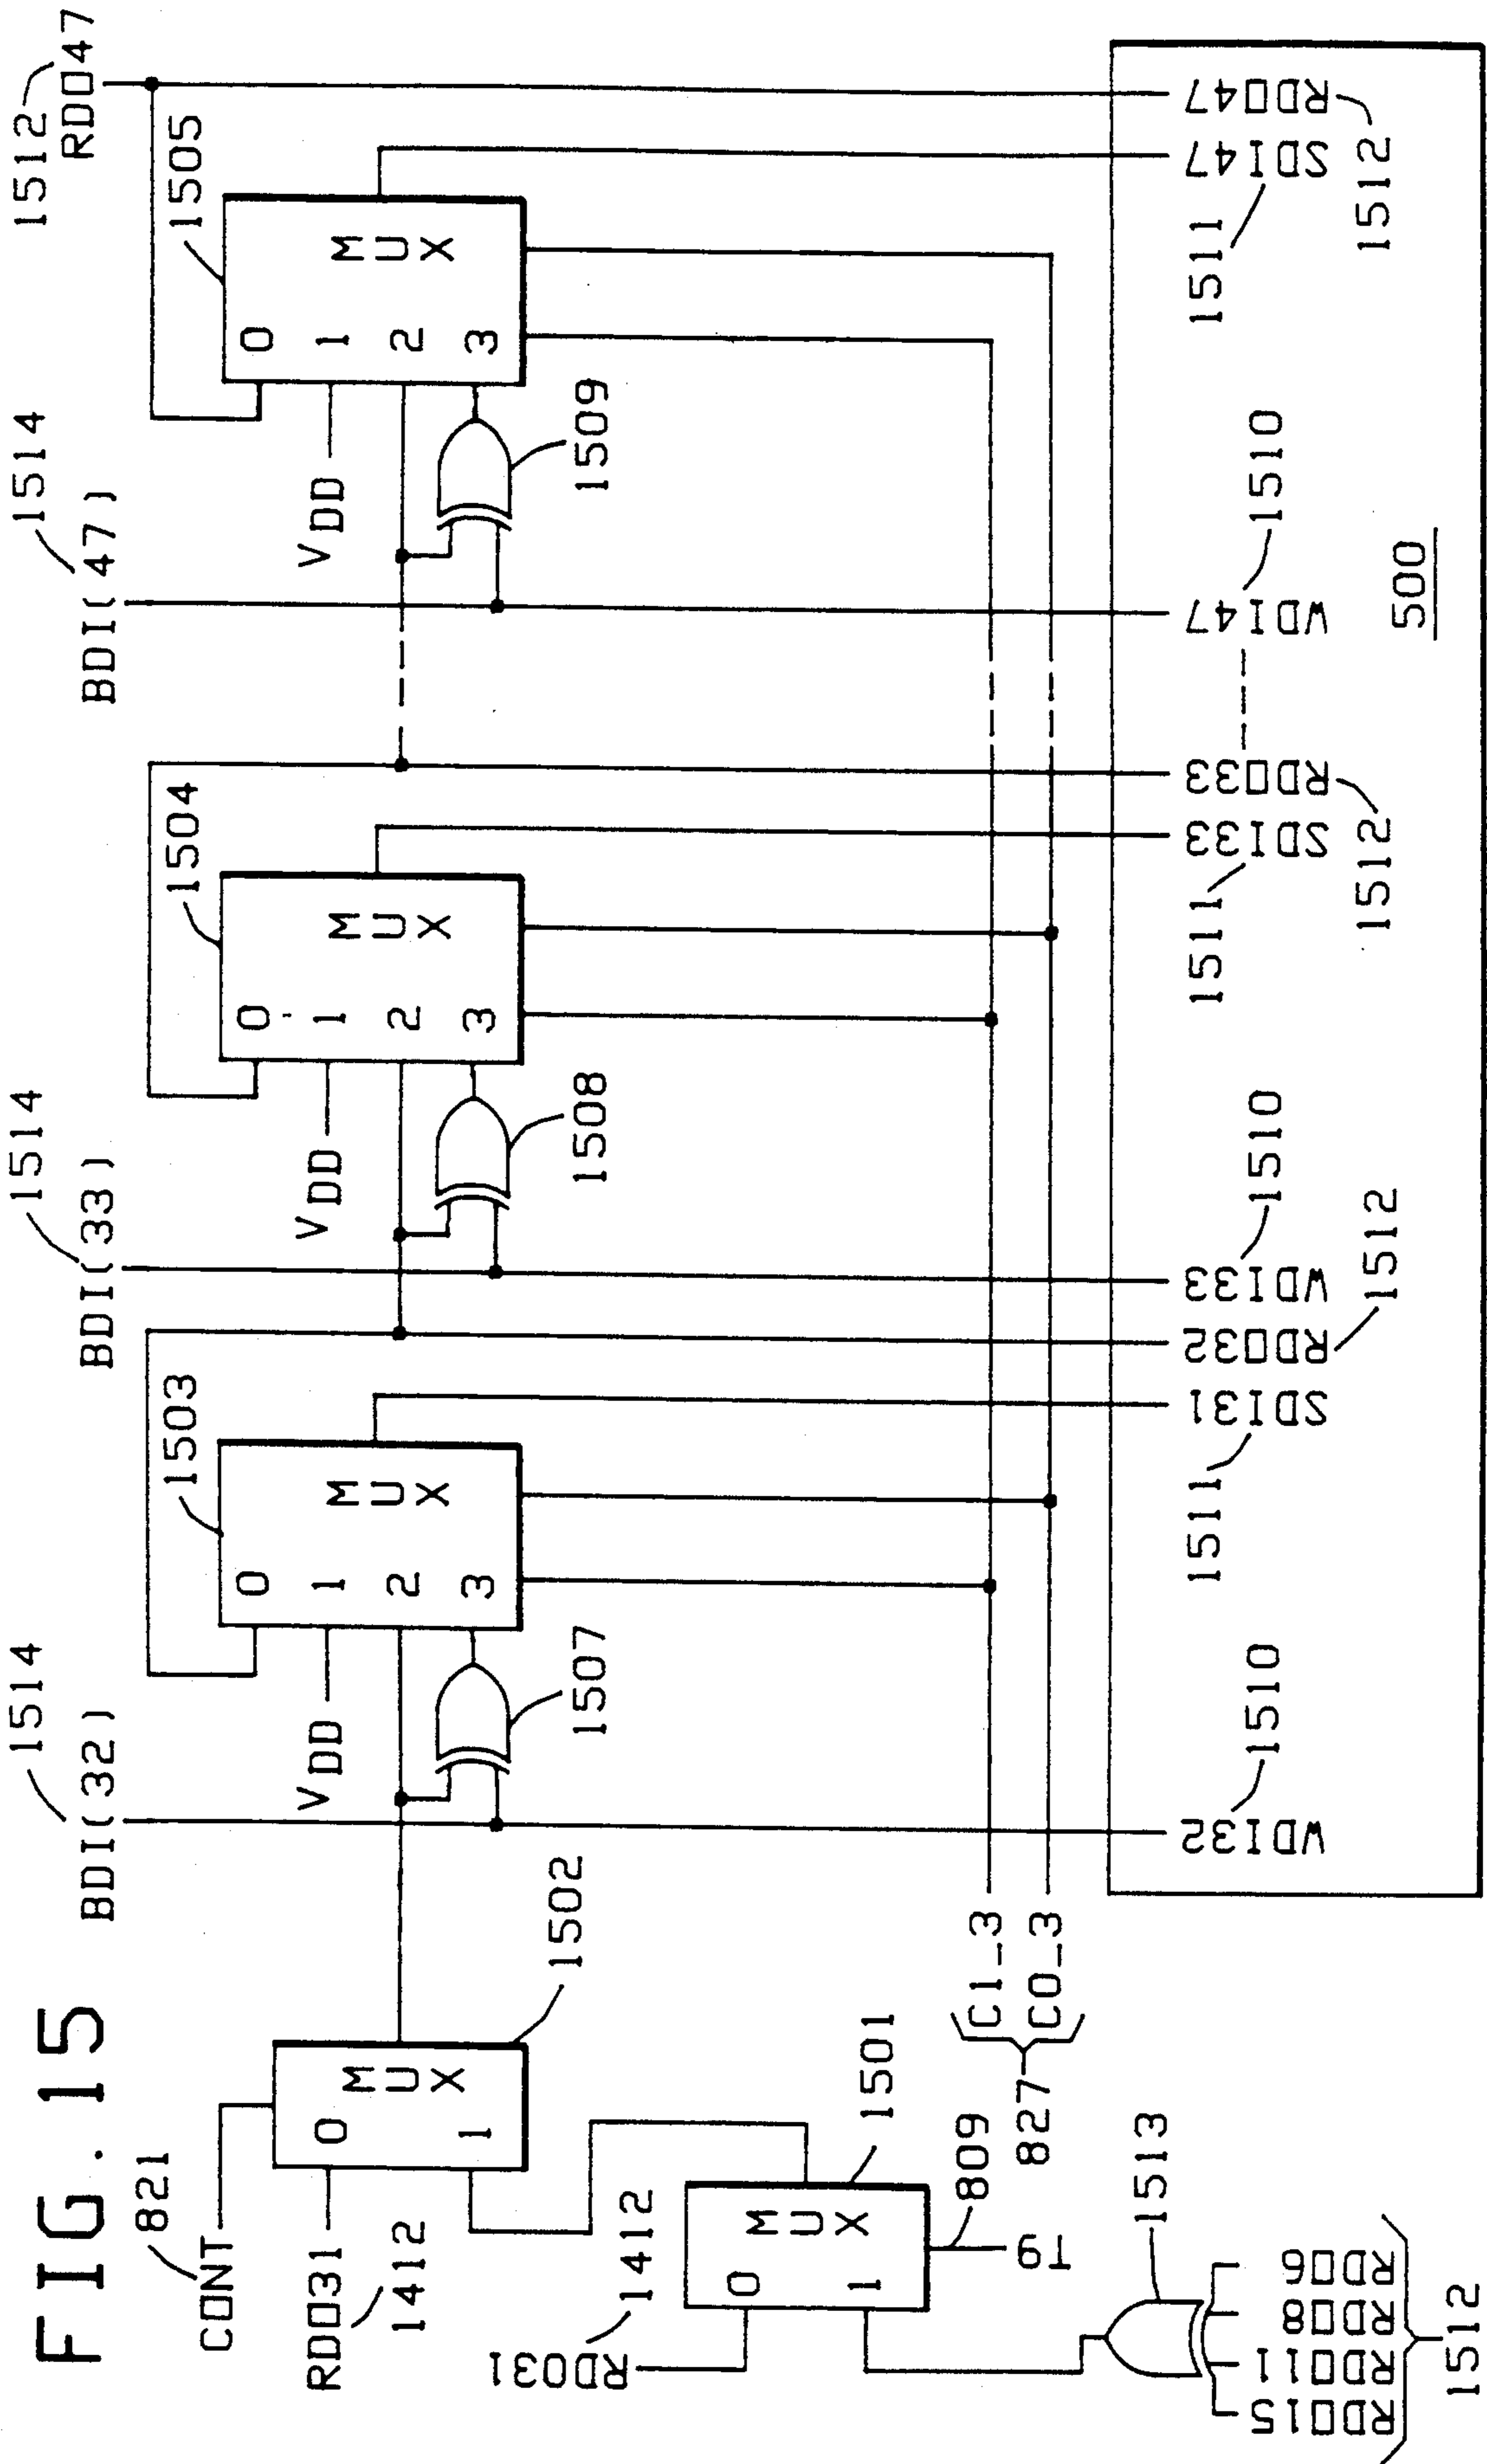 FIG. 15
1514
1514
1514
1512
BDI(32)
BDI(33)
BDI(47)
RDO47
CONT
821
1503
1504
1505
RDO31
1412
0
1
MUX
1502
VDD
0
1
2
3
MUX
1507
VDD
0
1
2
3
MUX
1508
VDD
0
1
2
3
MUX
1509
RDO31
1412
0
1
MUX
1501
T9
809
C1_3
C0_3
827
1513
RDO15
RDO11
RDO8
RDO6
1512
WDI32
1510
SDI31
1511
RDO32
1512
WDI33
1510
SDI33
1511
RDO33
1512
WDI47
1510
SDI47
1511
RDO47
1512
500